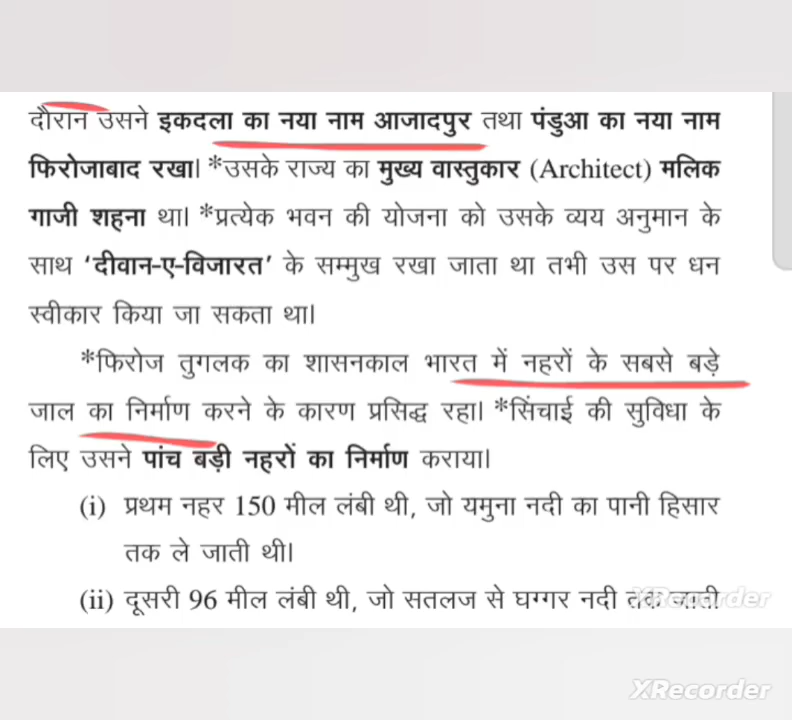 दौरान उसने इकदला का नया नाम आजादपुर तथा पंडुआ का नया नाम
फिरोजाबाद रखा। *उसके राज्य का मुख्य वास्तुकार (Architect) मलिक
गाजी शहना था। *प्रत्येक भवन की योजना को उसके व्यय अनुमान के
साथ ‘दीवान-ए-विजारत’ के सम्मुख रखा जाता था तभी उस पर धन
स्वीकार किया जा सकता था।
*फिरोज तुगलक का शासनकाल भारत में नहरों के सबसे बड़े
जाल का निर्माण करने के कारण प्रसिद्ध रहा। *सिंचाई की सुविधा के
लिए उसने पांच बड़ी नहरों का निर्माण कराया।
(i) प्रथम नहर 150 मील लंबी थी, जो यमुना नदी का पानी हिसार
तक ले जाती थी।
(ii) दूसरी 96 मील लंबी थी, जो सतलज से घग्गर नदी तक जाती
XRecorder
XRecorder